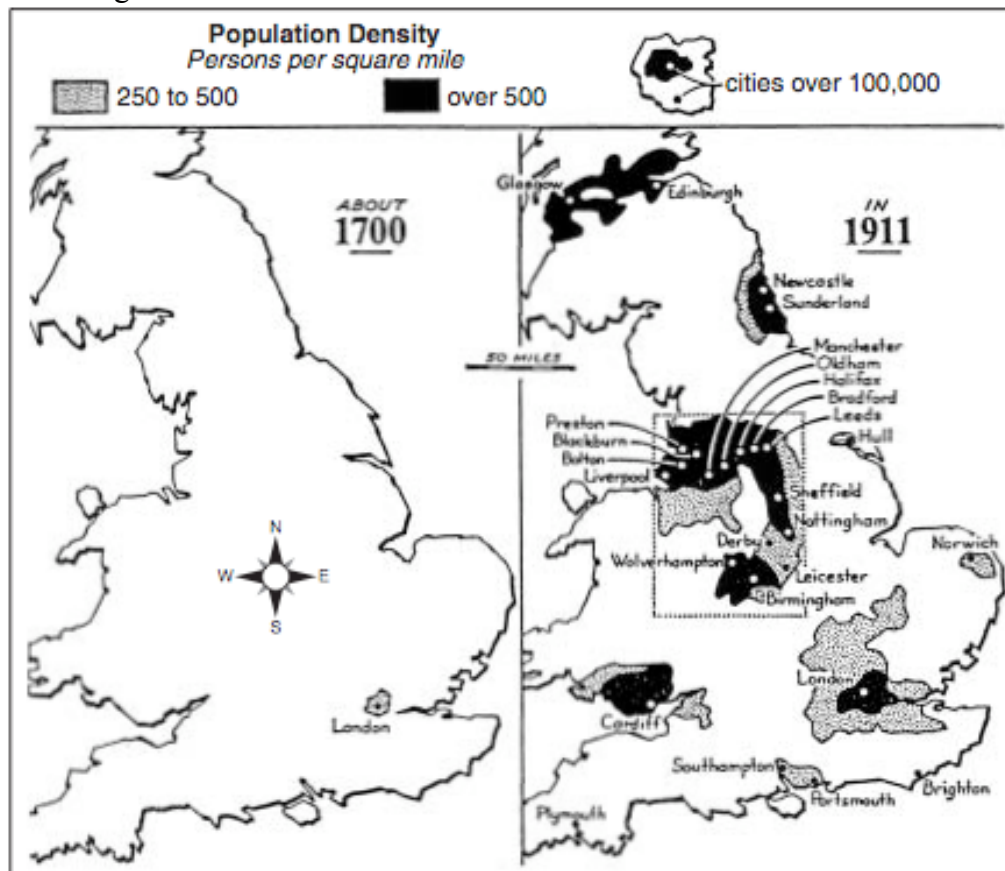 Population Density
Persons per square mile
250 to 500
over 500
cities over 100,000
ABOUT
1700
N
W
E
S
London
IN
1911
Glasgow
Edinburgh
Newcastle
Sunderland
50 MILES
Manchester
Oldham
Halifax
Bradford
Leeds
Preston
Blackburn
Bolton
Liverpool
Hull
Sheffield
Nottingham
Derby
Norwich
Wolverhampton
Leicester
Birmingham
London
Cardiff
Southampton
Portsmouth
Brighton
Plymouth